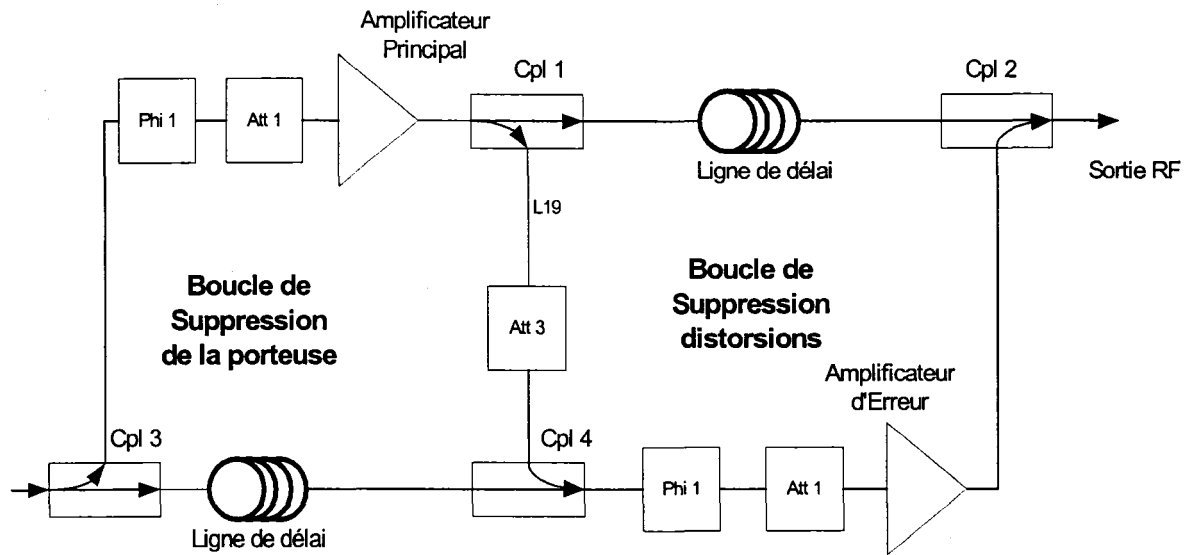 Amplificateur
Principal
Cpl 1
Cpl 2
Phi 1
Att 1
Ligne de délai
Sortie RF
L19
Boucle de
Suppression
de la porteuse
Boucle de
Suppression
distorsions
Att 3
Amplificateur
d'Erreur
Cpl 3
Cpl 4
Phi 1
Att 1
Ligne de délai